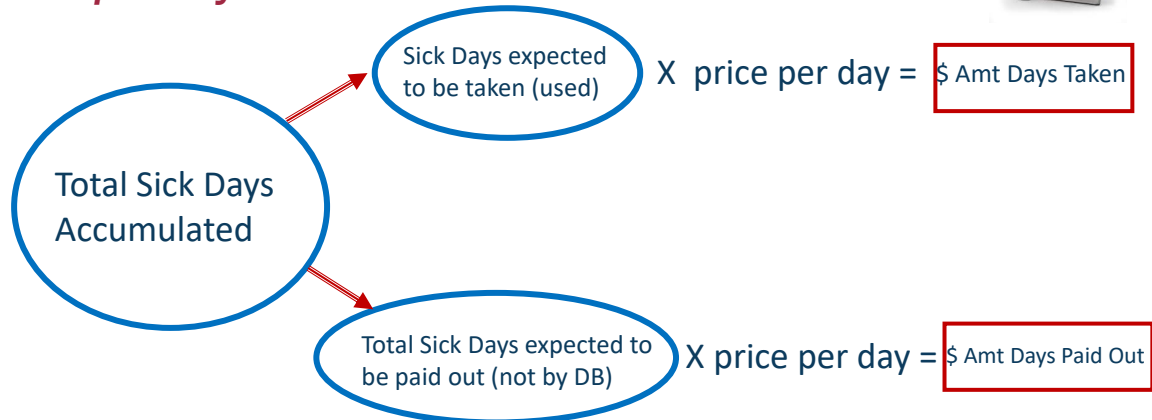 Sick Days expected
to be taken (used)
X price per day =
$ Amt Days Taken
Total Sick Days
Accumulated
Total Sick Days expected to
be paid out (not by DB)
X price per day =
$ Amt Days Paid Out